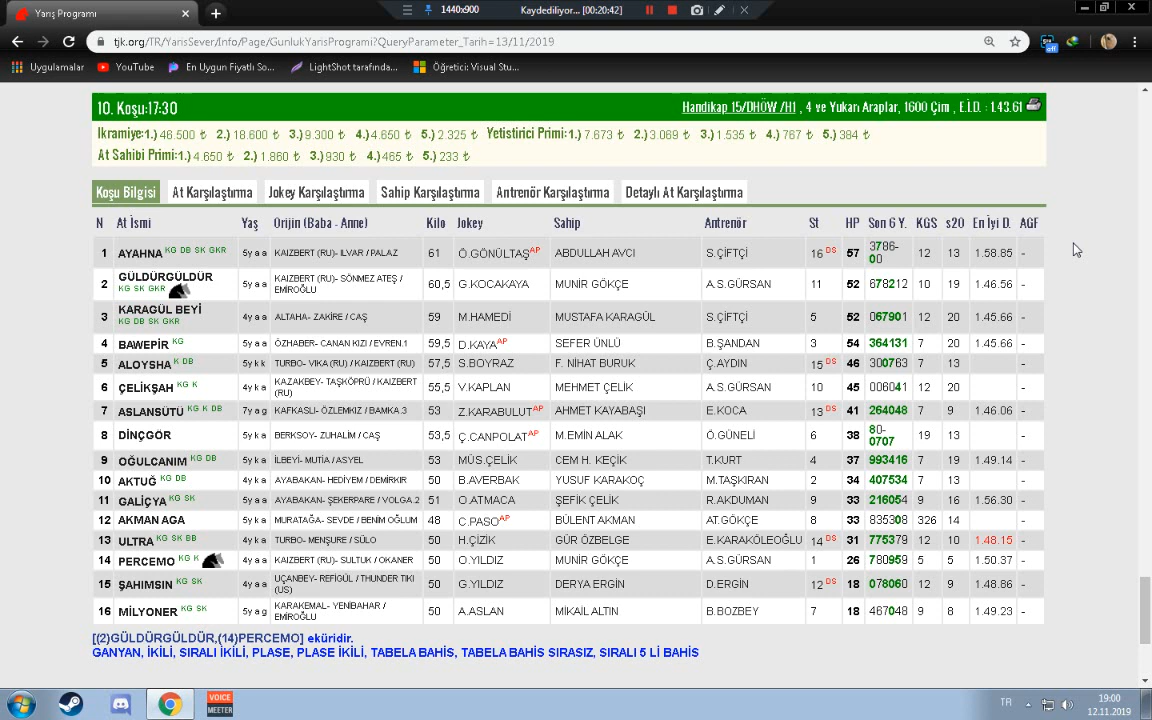 Yarış Programı
1440x900 Kaydediliyor... [00:20:42]
tjk.org/TR/YarisSever/Info/Page/GunlukYarisProgrami?QueryParameter_Tarih=13/11/2019
Uygulamalar YouTube En Uygun Fiyatlı So... LightShot tarafında... Öğretici: Visual Stu...
10. Koşu:17:30 Handikap 15/DHÖW /H1 , 4 ve Yukarı Araplar, 1600 Çim , E.İ.D. : 1.43.61
İkramiye:1.) 46.500 ₺ 2.) 18.600 ₺ 3.) 9.300 ₺ 4.) 4.650 ₺ 5.) 2.325 ₺ Yetistirici Primi:1.) 7.673 ₺ 2.) 3.069 ₺ 3.) 1.535 ₺ 4.) 767 ₺ 5.) 384 ₺
At Sahibi Primi:1.) 4.650 ₺ 2.) 1.860 ₺ 3.) 930 ₺ 4.) 465 ₺ 5.) 233 ₺
Koşu Bilgisi At Karşılaştırma Jokey Karşılaştırma Sahip Karşılaştırma Antrenör Karşılaştırma Detaylı At Karşılaştırma
N At İsmi Yaş Orijin (Baba - Anne) Kilo Jokey Sahip Antrenör St HP Son 6 Y. KGS s20 En İyi D. AGF
1 AYAHNA KG DB SK GKR 5y a a KAIZBERT (RU)- ILVAR / PALAZ 61 Ö.GÖNÜLTAŞ AP ABDULLAH AVCI S.ÇİFTÇİ 16 DS 57 3786-00 12 13 1.58.85 -
2 GÜLDÜRGÜLDÜR KG SK GKR 5y a a KAIZBERT (RU)- SÖNMEZ ATEŞ / EMİROĞLU 60,5 G.KOCAKAYA MUNİR GÖKÇE A.S.GÜRSAN 11 52 678212 10 19 1.46.56 -
3 KARAGÜL BEYİ KG DB SK GKR 4y a a ALTAHA- ZAKİRE / CAŞ 59 M.HAMEDİ MUSTAFA KARAGÜL S.ÇİFTÇİ 5 52 067901 12 20 1.45.66 -
4 BAWEPİR KG 5y a a ÖZHABER- CANAN KIZI / EVREN.1 59,5 D.KAYA AP SEFER ÜNLÜ B.ŞANDAN 3 54 364131 7 20 1.45.66 -
5 ALOYSHA K DB 5y k k TURBO- VIKA (RU) / KAIZBERT (RU) 57,5 S.BOYRAZ F. NİHAT BURUK Ç.AYDIN 15 DS 46 300763 7 13 -
6 ÇELİKŞAH KG K 4y k a KAZAKBEY- TAŞKÖPRÜ / KAIZBERT (RU) 55,5 V.KAPLAN MEHMET ÇELİK A.S.GÜRSAN 10 45 006041 12 20 -
7 ASLANSÜTÜ KG K DB 7y a g KAFKASLI- ÖZLEMKIZ / BAMKA.3 53 Z.KARABULUT AP AHMET KAYABAŞI E.KOCA 13 DS 41 264048 7 9 1.46.06 -
8 DİNÇGÖR 5y k a BERKSOY- ZUHALİM / CAŞ 53,5 Ç.CANPOLAT AP M.EMIN ALAK Ö.GÜNELİ 6 38 80-0707 19 13 -
9 OĞULCANIM KG DB 5y k a İLBEYİ- MUTİA / ASYEL 53 MÜS.ÇELİK CEM H. KEÇİK T.KURT 4 37 993416 7 19 1.49.14 -
10 AKTUĞ KG DB 4y k a AYABAKAN- HEDİYEM / DEMİRKIR 50 B.AVERBAK YUSUF KARAKOÇ M.TAŞKIRAN 2 34 407534 7 13 -
11 GALİÇYA KG SK 5y a a AYABAKAN- ŞEKERPARE / VOLGA.2 51 O.ATMACA ŞEFİK ÇELİK R.AKDUMAN 9 33 216054 9 16 1.56.30 -
12 AKMAN AGA 5y k a MURATAĞA- SEVDE / BENİM OĞLUM 48 C.PASO AP BÜLENT AKMAN AT.GÖKÇE 8 33 835308 326 14 -
13 ULTRA KG SK BB 4y k a TURBO- MENŞURE / SÜLO 50 H.ÇİZİK GÜR ÖZBELGE E.KARAKÖLEOĞLU 14 DS 31 775379 12 10 1.48.15 -
14 PERCEMO KG K 4y a a KAIZBERT (RU)- SULTUK / OKANER 50 O.YILDIZ MUNİR GÖKÇE A.S.GÜRSAN 1 26 780959 5 5 1.50.37 -
15 ŞAHIMSIN KG SK 4y a a UÇANBEY- REFİGÜL / THUNDER TIKI (US) 50 G.YILDIZ DERYA ERGİN D.ERGİN 12 DS 18 078060 12 9 1.48.86 -
16 MİLYONER KG SK 5y a g KARAKEMAL- YENİBAHAR / EMİROĞLU 50 A.ASLAN MİKAİL ALTIN B.BOZBEY 7 18 467048 9 8 1.49.23 -
[(2)GÜLDÜRGÜLDÜR,(14)PERCEMO] eküridir.
GANYAN, İKİLİ, SIRALI İKİLİ, PLASE, PLASE İKİLİ, TABELA BAHİS, TABELA BAHİS SIRASIZ, SIRALI 5 Lİ BAHİS
VOICE MEETER TR 19:00
12.11.2019